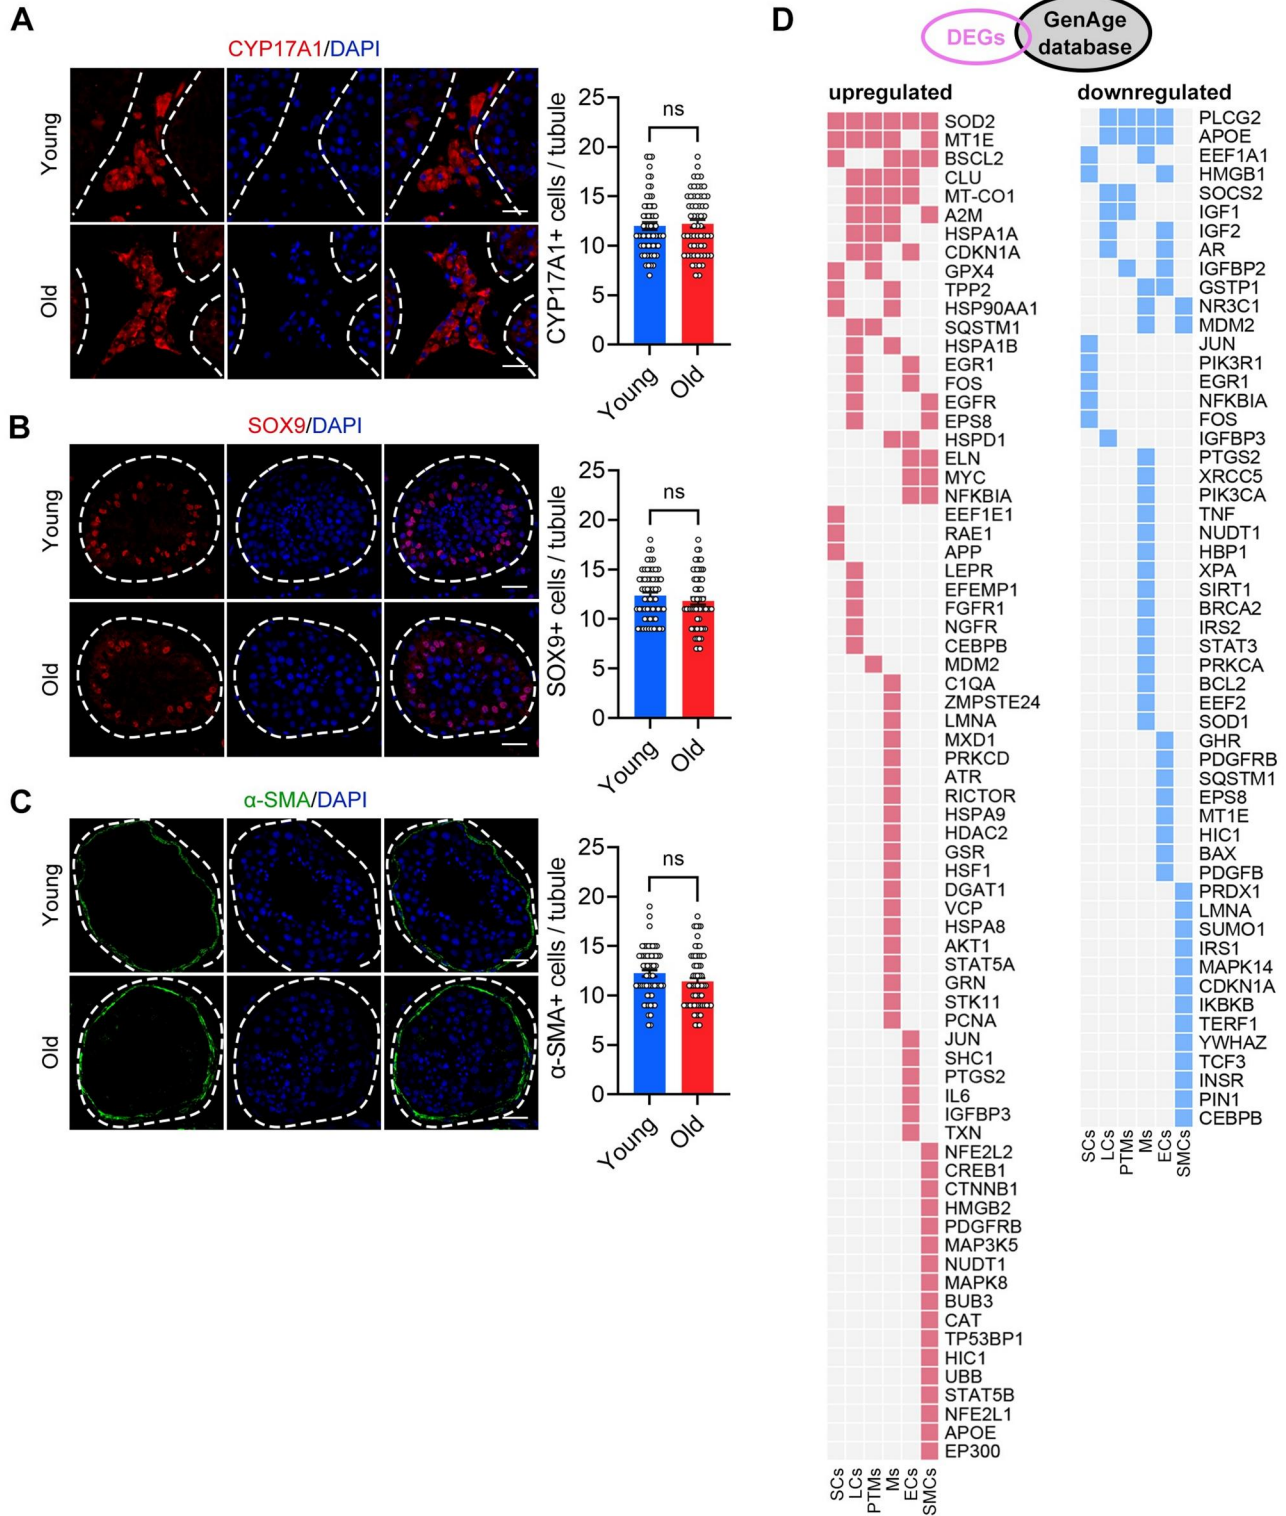 A
CYP17A1/DAPI
Young
Old
CYP17A1+ cells / tubule
25
20
15
10
5
0
ns
Young
Old
B
SOX9/DAPI
Young
Old
SOX9+ cells / tubule
25
20
15
10
5
0
ns
Young
Old
C
α-SMA/DAPI
Young
Old
α-SMA+ cells / tubule
25
20
15
10
5
0
ns
Young
Old
D
DEGs
GenAge
database
upregulated
SOD2
MT1E
BSCL2
CLU
MT-CO1
A2M
HSPA1A
CDKN1A
GPX4
TPP2
HSP90AA1
SQSTM1
HSPA1B
EGR1
FOS
EGFR
EPS8
HSPD1
ELN
MYC
NFKBIA
EEF1E1
RAE1
APP
LEPR
EFEMP1
FGFR1
NGFR
CEBPB
MDM2
C1QA
ZMPSTE24
LMNA
MXD1
PRKCD
ATR
RICTOR
HSPA9
HDAC2
GSR
HSF1
DGAT1
VCP
HSPA8
AKT1
STAT5A
GRN
STK11
PCNA
JUN
SHC1
PTGS2
IL6
IGFBP3
TXN
NFE2L2
CREB1
CTNNB1
HMGB2
PDGFRB
MAP3K5
NUDT1
MAPK8
BUB3
CAT
TP53BP1
HIC1
UBB
STAT5B
NFE2L1
APOE
EP300
SCs
LCs
PTMs
Ms
ECs
SMCs
downregulated
PLCG2
APOE
EEF1A1
HMGB1
SOCS2
IGF1
IGF2
AR
IGFBP2
GSTP1
NR3C1
MDM2
JUN
PIK3R1
EGR1
NFKBIA
FOS
IGFBP3
PTGS2
XRCC5
PIK3CA
TNF
NUDT1
HBP1
XPA
SIRT1
BRCA2
IRS2
STAT3
PRKCA
BCL2
EEF2
SOD1
GHR
PDGFRB
SQSTM1
EPS8
MT1E
HIC1
BAX
PDGFB
PRDX1
LMNA
SUMO1
IRS1
MAPK14
CDKN1A
IKBKB
TERF1
YWHAZ
TCF3
INSR
PIN1
CEBPB
SCs
LCs
PTMs
Ms
ECs
SMCs